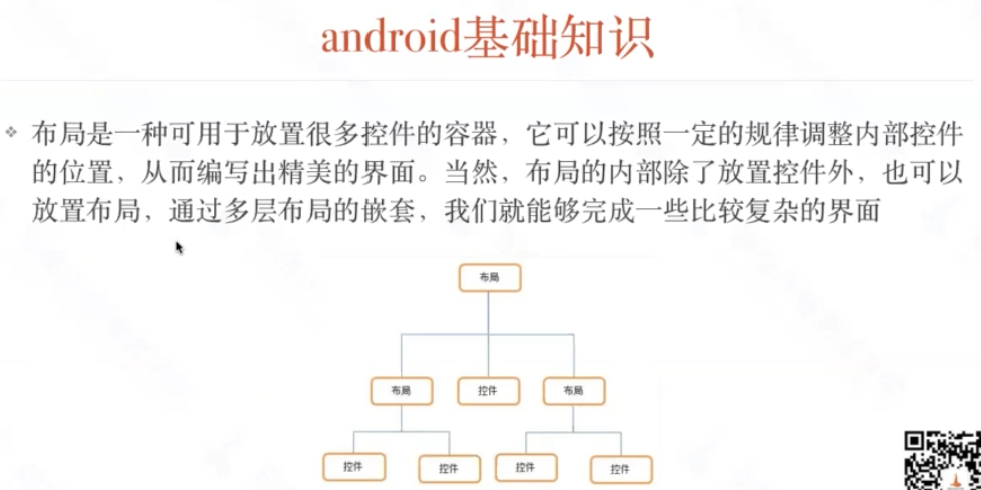 android基础知识
布局是一种可用于放置很多控件的容器，它可以按照一定的规律调整内部控件
的位置，从而编写出精美的界面。当然，布局的内部除了放置控件外，也可以
放置布局，通过多层布局的嵌套，我们就能够完成一些比较复杂的界面
布局
布局 控件 布局
控件 控件 控件 控件